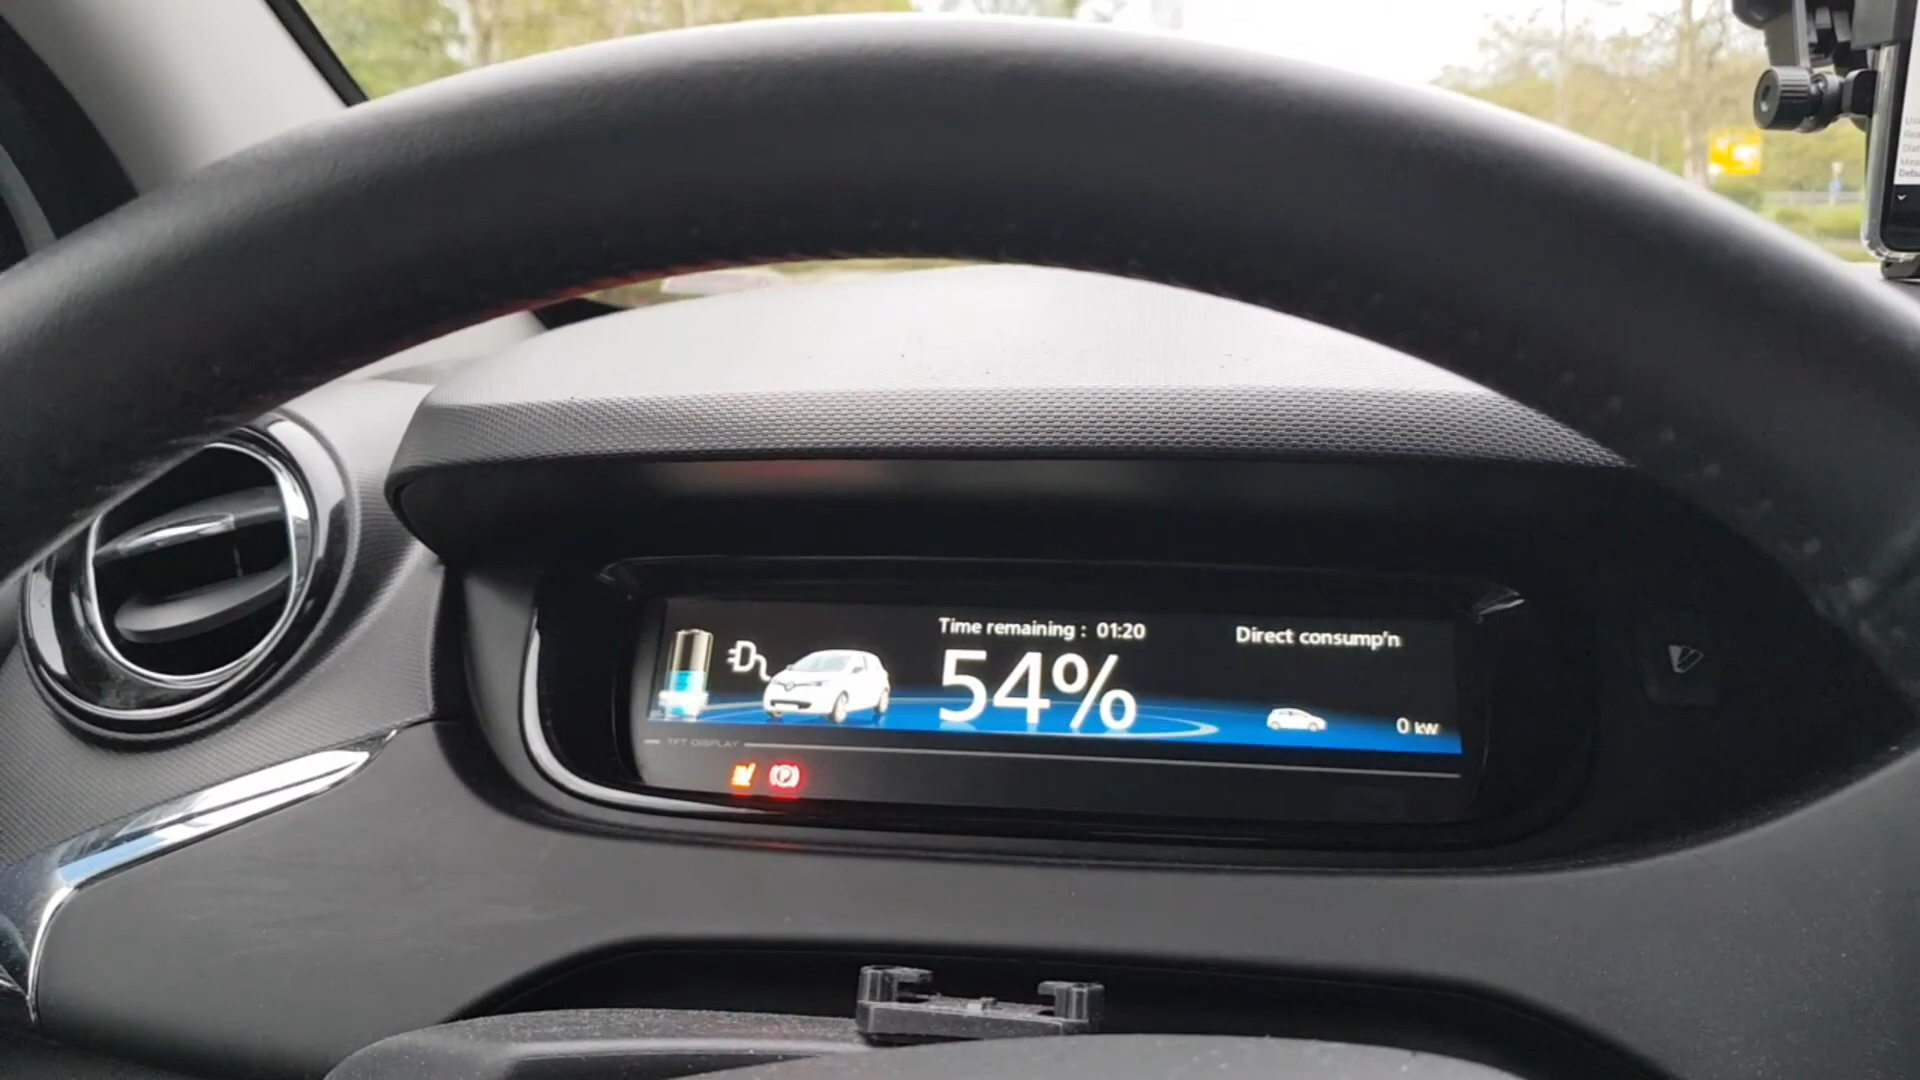 Time remaining : 01:20
Direct consump'n
54%
0 kW
TFT DISPLAY